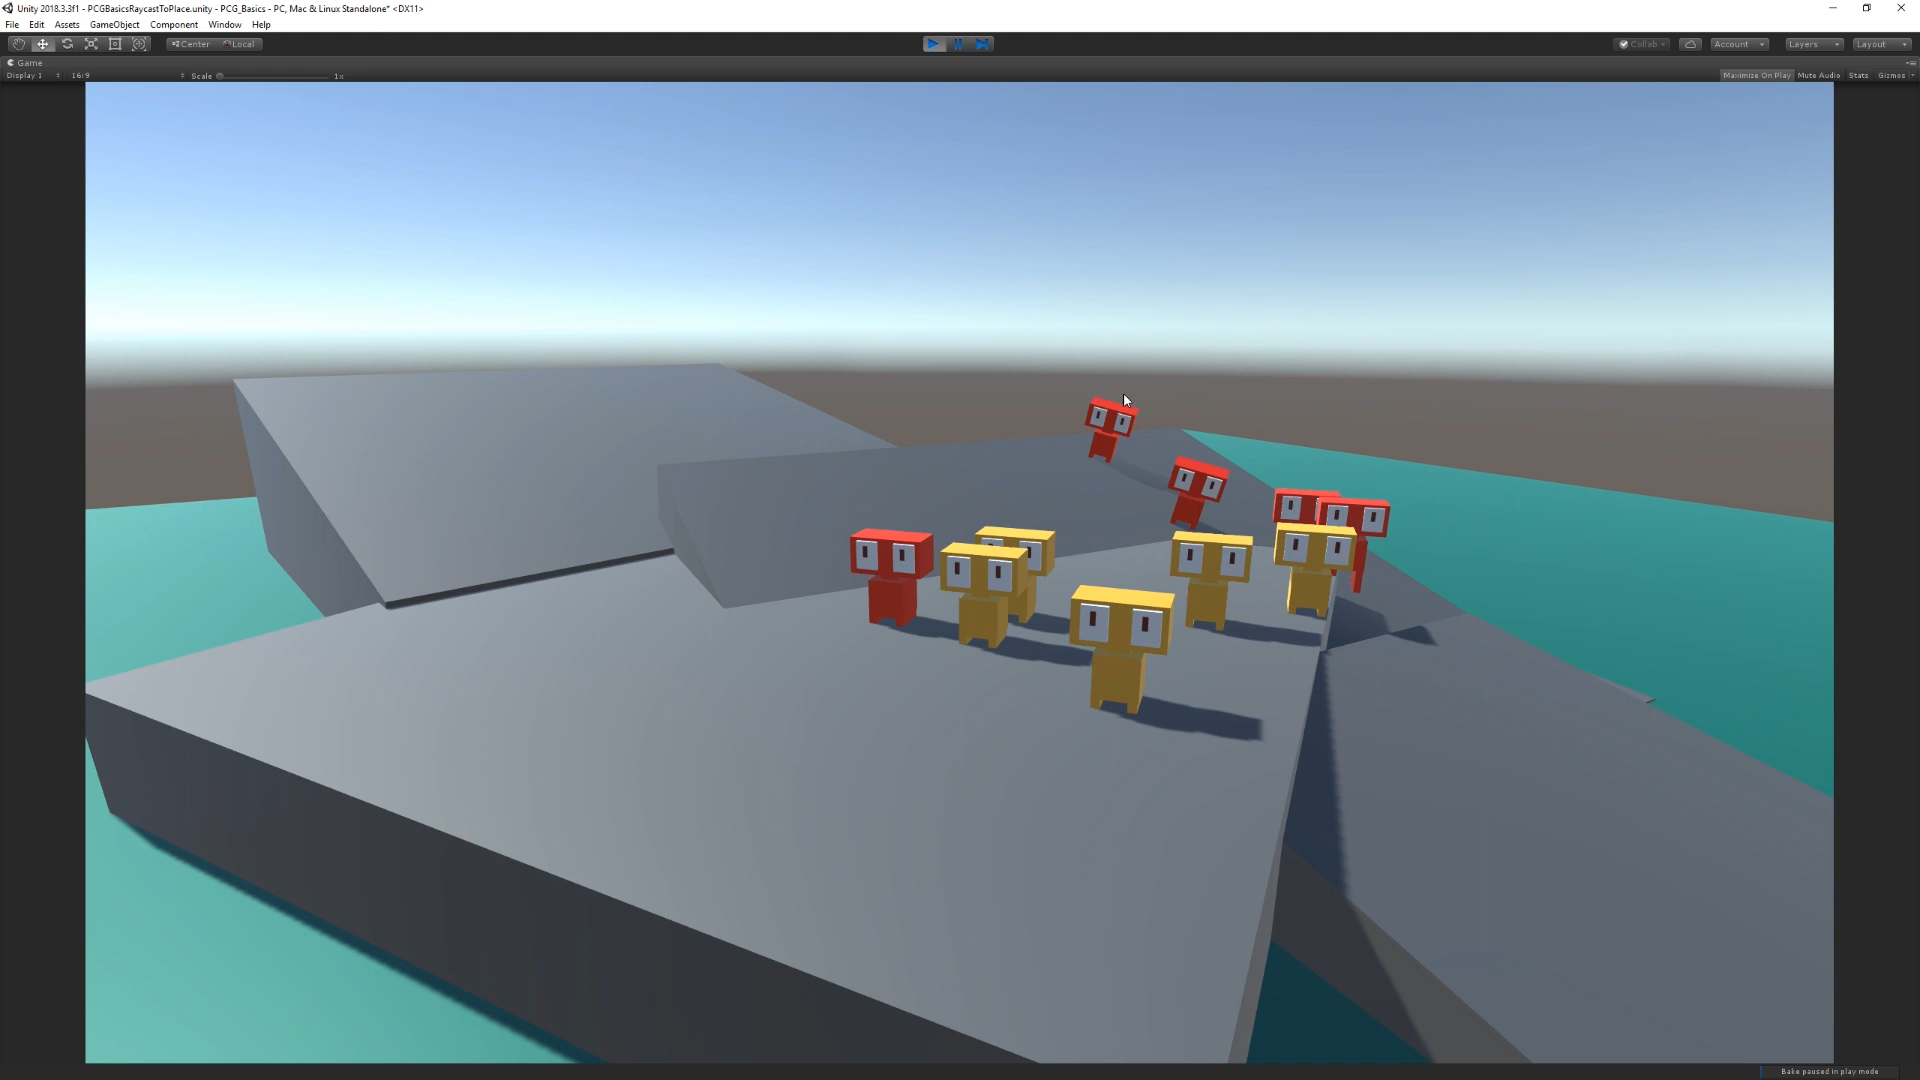 Unity 2018.3.3f1 - PCGBasicsRaycastToPlace.unity - PCG_Basics - PC, Mac & Linux Standalone* <DX11>
File Edit Assets GameObject Component Window Help
Center Local Collab Account Layers Layout
Game
Display 1 16:9 Scale 1x Maximize On Play Mute Audio Stats Gizmos
Bake paused in play mode